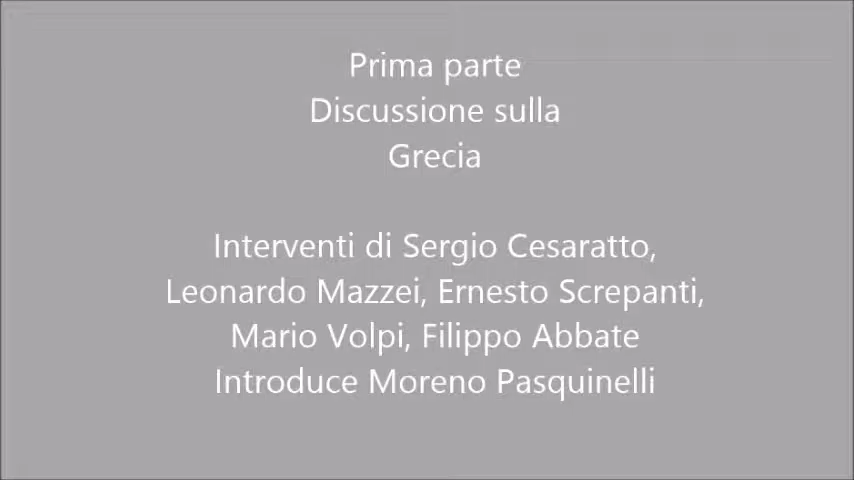 Prima parte
Discussione sulla
Grecia
Interventi di Sergio Cesaratto,
Leonardo Mazzei, Ernesto Screpanti,
Mario Volpi, Filippo Abbate
Introduce Moreno Pasquinelli